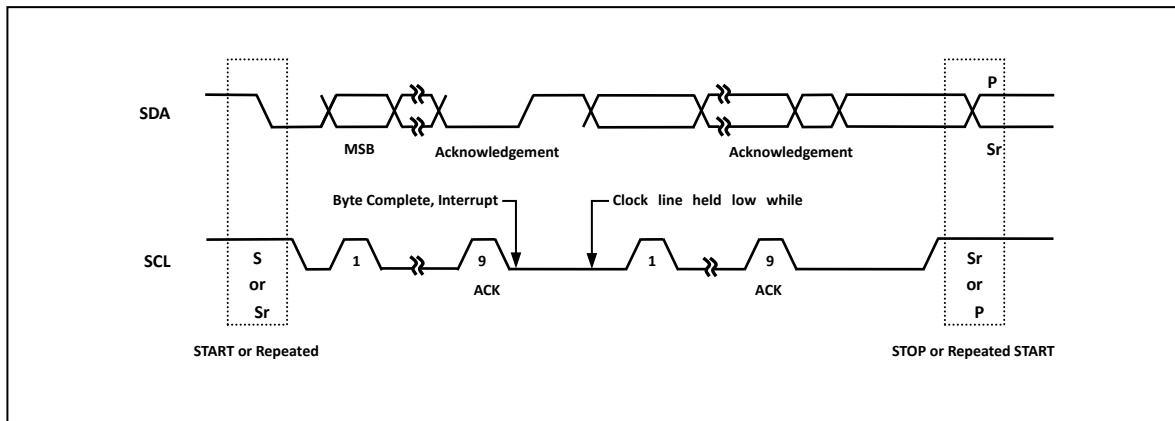 P
SDA
MSB
Acknowledgement
Acknowledgement
Sr
Byte Complete, Interrupt
Clock line held low while
SCL
S
or
Sr
1
9
ACK
1
9
ACK
Sr
or
P
START or Repeated
STOP or Repeated START